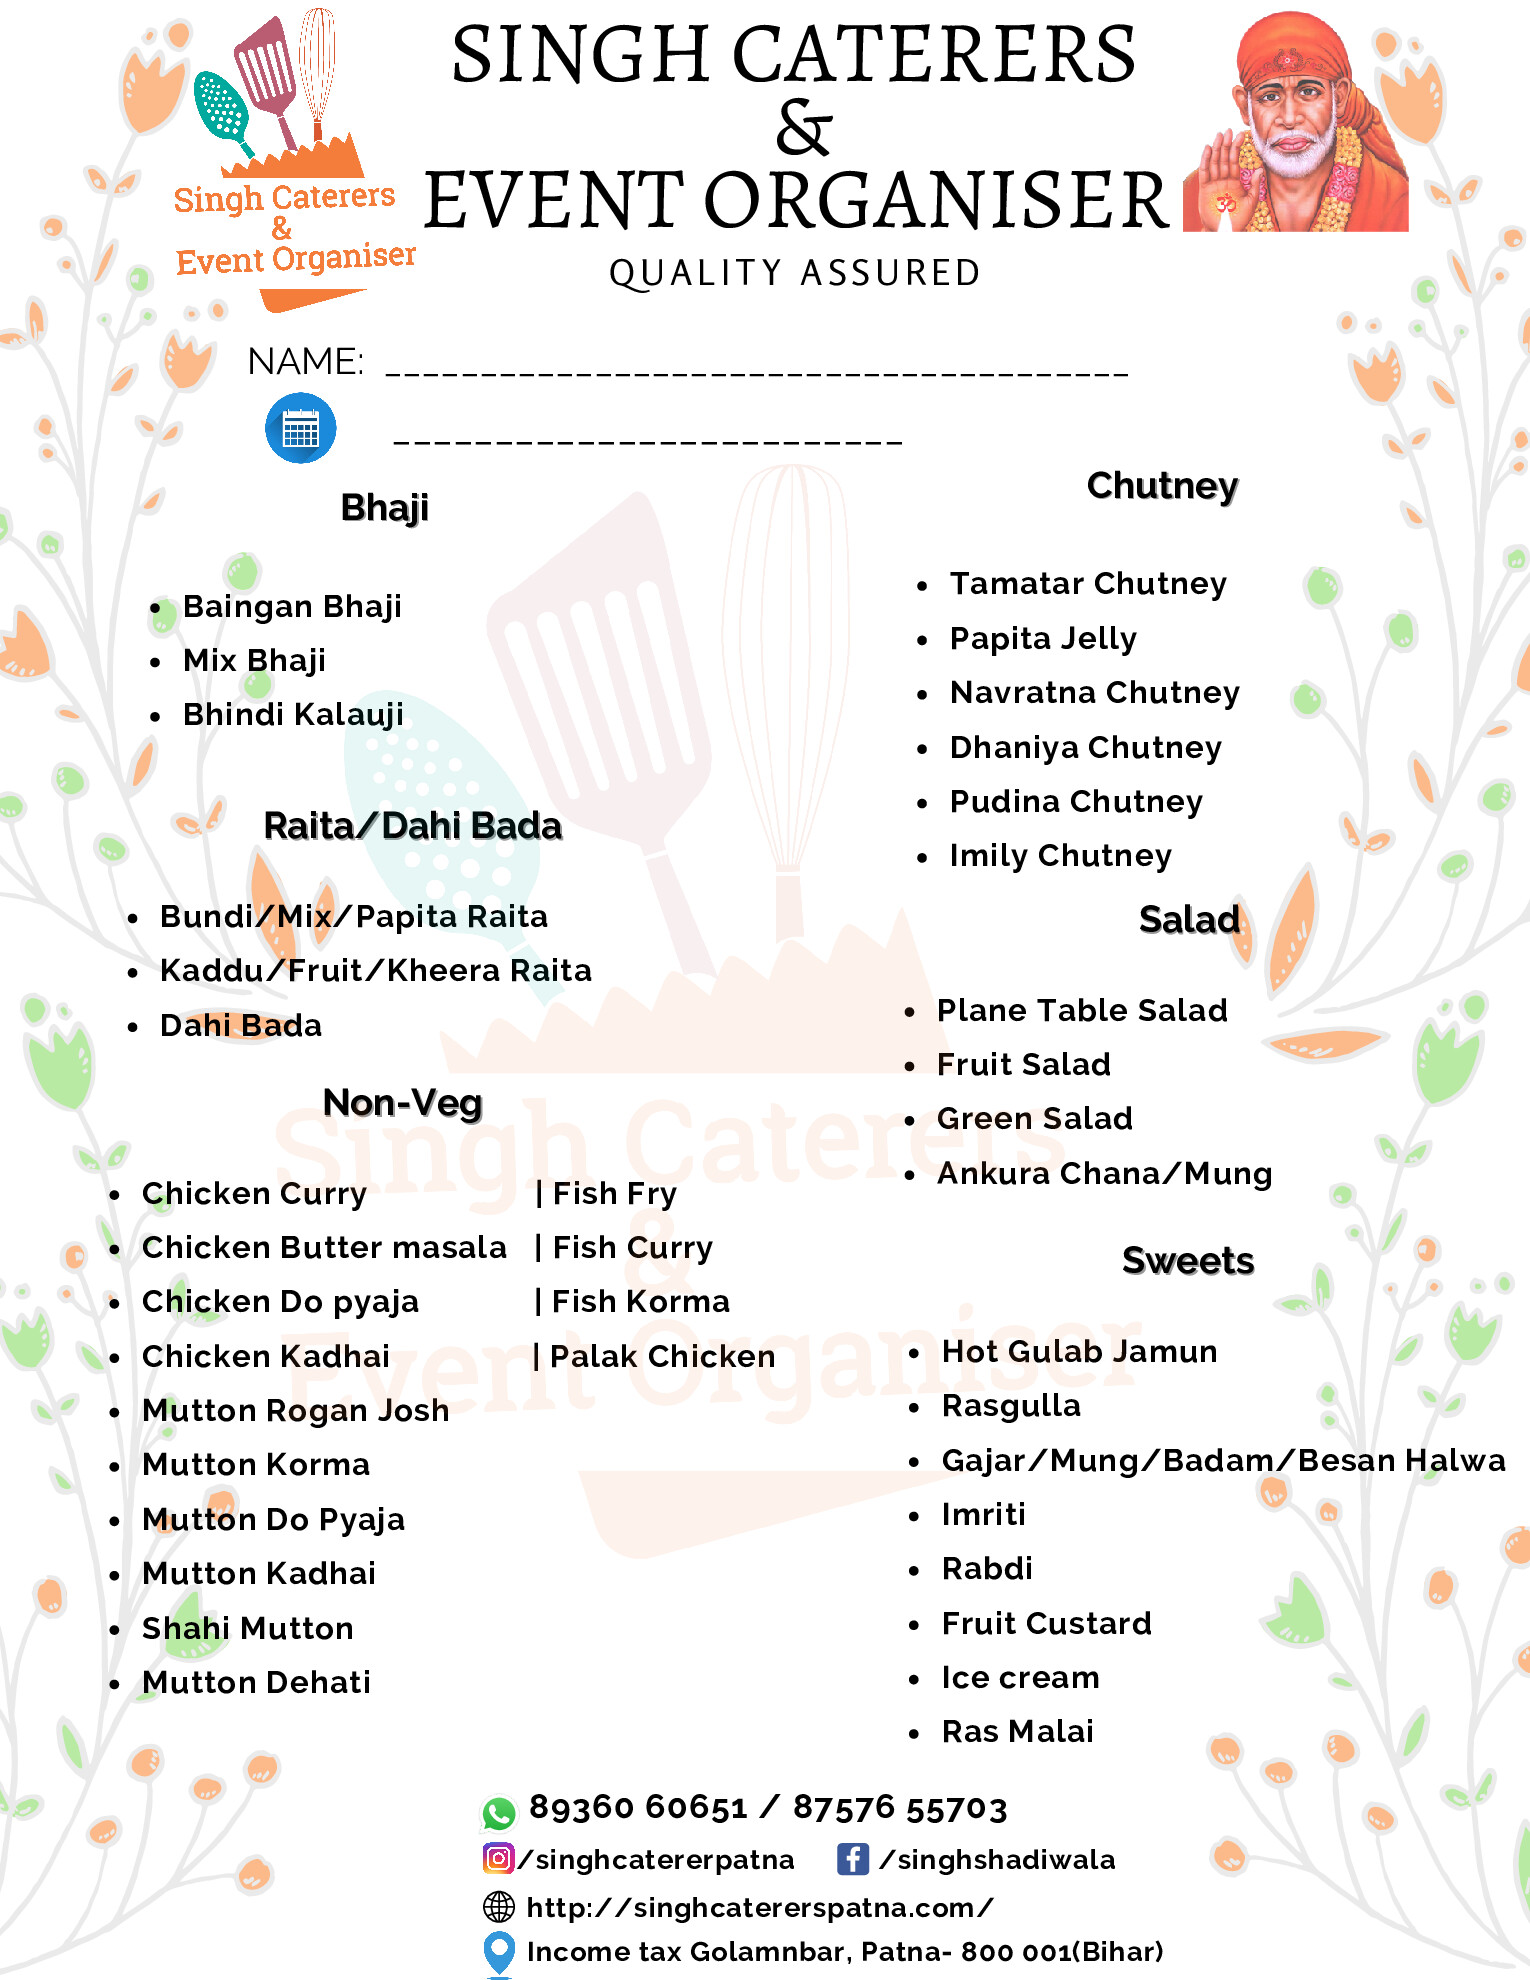 Singh Caterers
&
Event Organiser
SINGH CATERERS
&
EVENT ORGANISER
QUALITY ASSURED
NAME: _______________________________________
_________________________
Bhaji
• Baingan Bhaji
• Mix Bhaji
• Bhindi Kalauji
Raita/Dahi Bada
• Bundi/Mix/Papita Raita
• Kaddu/Fruit/Kheera Raita
• Dahi Bada
Non-Veg
• Chicken Curry | Fish Fry
• Chicken Butter masala | Fish Curry
• Chicken Do pyaja | Fish Korma
• Chicken Kadhai | Palak Chicken
• Mutton Rogan Josh
• Mutton Korma
• Mutton Do Pyaja
• Mutton Kadhai
• Shahi Mutton
• Mutton Dehati
Chutney
• Tamatar Chutney
• Papita Jelly
• Navratna Chutney
• Dhaniya Chutney
• Pudina Chutney
• Imily Chutney
Salad
• Plane Table Salad
• Fruit Salad
• Green Salad
• Ankura Chana/Mung
Sweets
• Hot Gulab Jamun
• Rasgulla
• Gajar/Mung/Badam/Besan Halwa
• Imriti
• Rabdi
• Fruit Custard
• Ice cream
• Ras Malai
Singh Caterers
&
Event Organiser
89360 60651 / 87576 55703
/singhcatererpatna /singhshadiwala
http://singhcatererspatna.com/
Income tax Golamnbar, Patna- 800 001(Bihar)